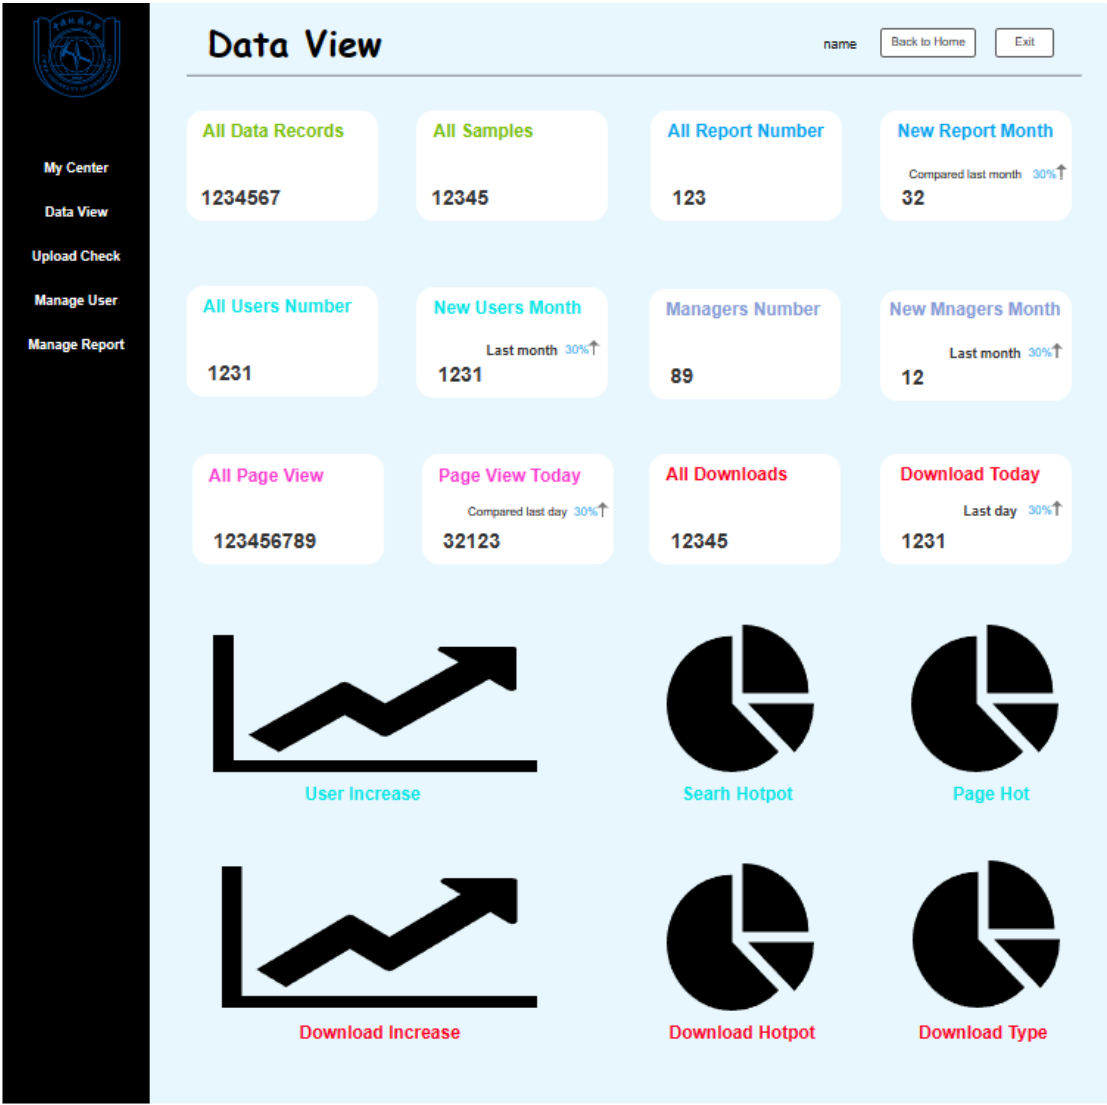 Data View
name
Back to Home
Exit
My Center
Data View
Upload Check
Manage User
Manage Report
All Data Records
1234567
All Samples
12345
All Report Number
123
New Report Month
Compared last month 30%
32
All Users Number
1231
New Users Month
Last month 30%
1231
Managers Number
89
New Mnagers Month
Last month 30%
12
All Page View
123456789
Page View Today
Compared last day 30%
32123
All Downloads
12345
Download Today
Last day 30%
1231
User Increase
Searh Hotpot
Page Hot
Download Increase
Download Hotpot
Download Type